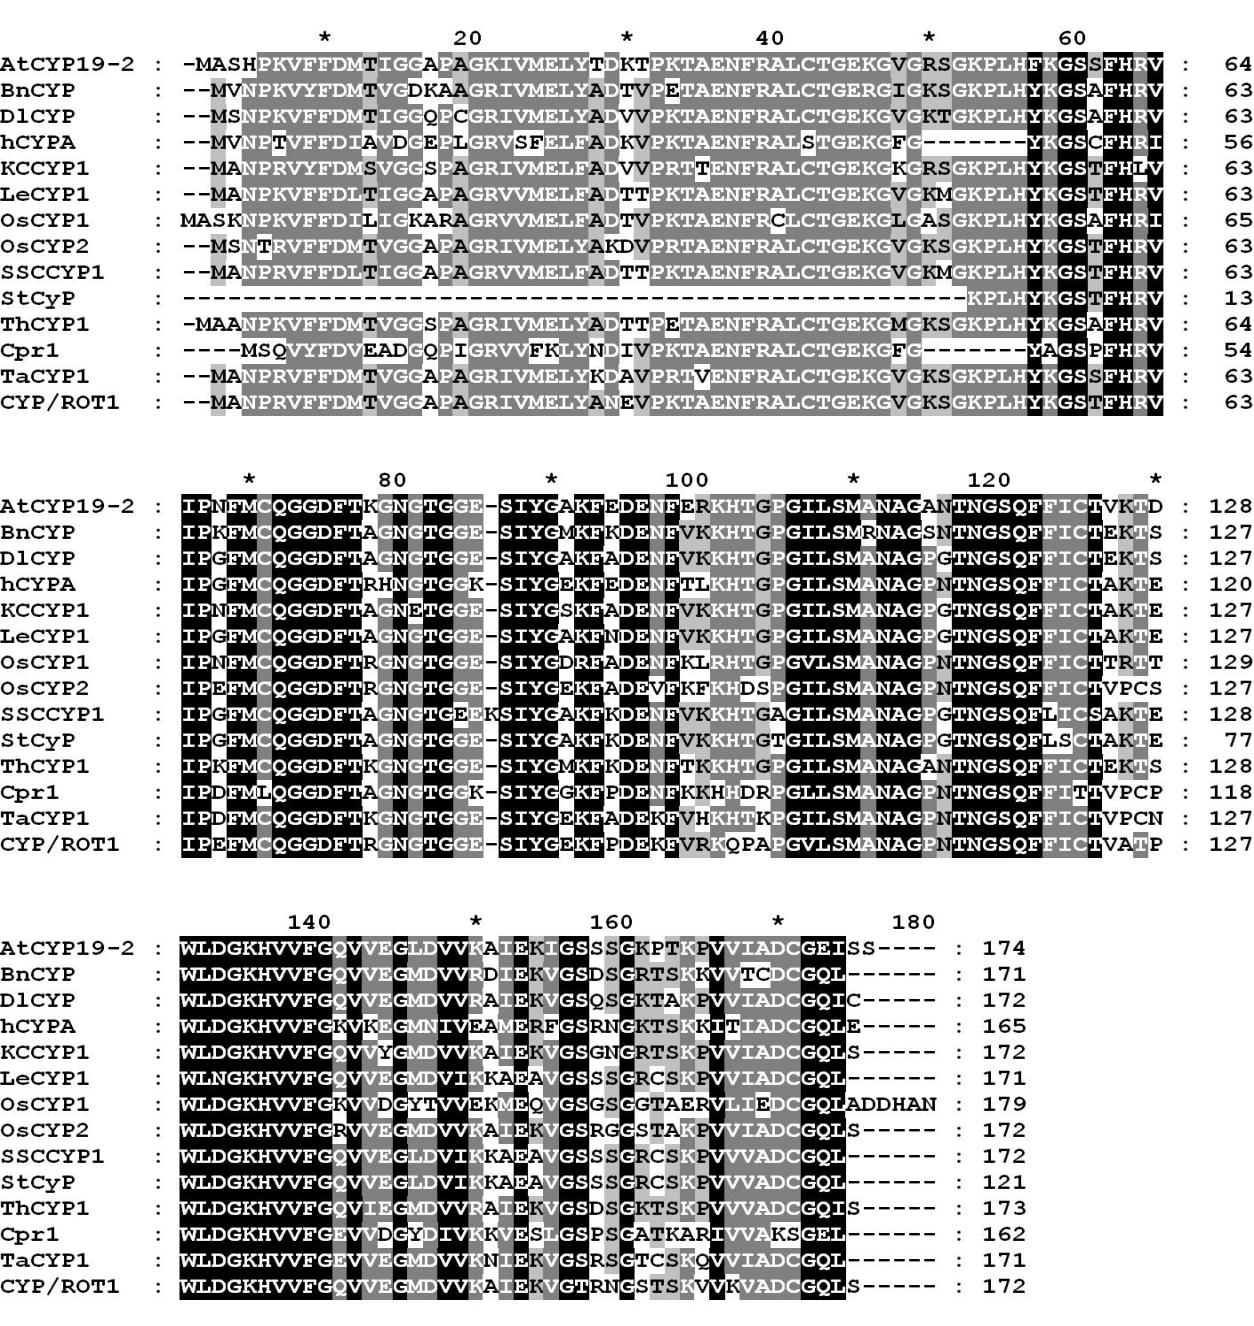 * 20 * 40 * 60
AtCYP19-2 : -MASHPKVFFDMTIGGAPAGKIVMELYTDKTPKTAENFRALCTGEKGVGRSGKPLHFKGSSFHRV : 64
BnCYP : --MVNPKVYFDMTVGDKAAGRIVMELYADTVPETAENFRALCTGERGIGKSGKPLHYKGSAFHRV : 63
DlCYP : --MSNPKVFFDMTIGGQPCGRIVMELYADVVPKTAENFRALCTGEKGVGKTGKPLHYKGSAFHRV : 63
hCYPA : --MVNPTVFFDIAVDGEPLGRVSFELFADKVPKTAENFRALSTGEKGFG-------YKGSCFHRI : 56
KCCYP1 : --MANPRVYFDMSVGGSPAGRIVMELFADVVPRTTENFRALCTGEKGKGRSGKPLHYKGSTFHLV : 63
LeCYP1 : --MANPKVFFDLTIGGAPAGRVVMELFADTTPKTAENFRALCTGEKGVGKMGKPLHYKGSTFHRV : 63
OsCYP1 : MASKNPKVFFDILIGKARAGRVVMELFADTVPKTAENFRCLCTGEKGLGASGKPLHYKGSAFHRI : 65
OsCYP2 : --MSNTRVFFDMTVGGAPAGRIVMELYAKDVPRTAENFRALCTGEKGVGKSGKPLHYKGSTFHRV : 63
SSCCYP1 : --MANPRVFFDLTIGGAPAGRVVMELFADTTPKTAENFRALCTGEKGVGKMGKPLHYKGSTFHRV : 63
StCyP : ----------------------------------------------------KPLHYKGSTFHRV : 13
ThCYP1 : -MAANPKVFFDMTVGGSPAGRIVMELYADTTPETAENFRALCTGEKGMGKSGKPLHYKGSAFHRV : 64
Cpr1 : ----MSQVYFDVEADGQPIGRVVFKLYNDIVPKTAENFRALCTGEKGFG-------YAGSPFHRV : 54
TaCYP1 : --MANPRVFFDMTVGGAPAGRIVMELYKDAVPRTVENFRALCTGEKGVGKSGKPLHYKGSSFHRV : 63
CYP/ROT1 : --MANPRVFFDMTVGGAPAGRIVMELYANEVPKTAENFRALCTGEKGVGKSGKPLHYKGSTFHRV : 63
* 80 * 100 * 120 *
AtCYP19-2 : IPNFMCQGGDFTKGNGTGGE-SIYGAKFEDENFERKHTGPGILSMANAGANTNGSQFFICTVKTD : 128
BnCYP : IPKFMCQGGDFTAGNGTGGE-SIYGMKFKDENFVKKHTGPGILSMRNAGSNTNGSQFFICTEKTS : 127
DlCYP : IPGFMCQGGDFTAGNGTGGE-SIYGAKFADENFVKKHTGPGILSMANAGPGTNGSQFFICTEKTS : 127
hCYPA : IPGFMCQGGDFTRHNGTGGK-SIYGEKFEDENFTLKHTGPGILSMANAGPNTNGSQFFICTAKTE : 120
KCCYP1 : IPNFMCQGGDFTAGNETGGE-SIYGSKFADENFVKKHTGPGILSMANAGPGTNGSQFFICTAKTE : 127
LeCYP1 : IPGFMCQGGDFTAGNGTGGE-SIYGAKFNDENFVKKHTGPGILSMANAGPGTNGSQFFICTAKTE : 127
OsCYP1 : IPNFMCQGGDFTRGNGTGGE-SIYGDRFADENFKLRHTGPGVLSMANAGPNTNGSQFFICTTRTT : 129
OsCYP2 : IPEFMCQGGDFTRGNGTGGE-SIYGEKFADEVFKFKHDSPGILSMANAGPNTNGSQFFICTVPCS : 127
SSCCYP1 : IPGFMCQGGDFTAGNGTGEEKSIYGAKFKDENFVKKHTGAGILSMANAGPGTNGSQFLICSAKTE : 128
StCyP : IPGFMCQGGDFTAGNGTGGE-SIYGAKFKDENFVKKHTGTGILSMANAGPGTNGSQFLSCTAKTE : 77
ThCYP1 : IPKFMCQGGDFTAGNGTGGE-SIYGMKFKDENFTKKHTGPGILSMANAGANTNGSQFFICTEKTS : 128
Cpr1 : IPDFMLQGGDFTAGNGTGGK-SIYGGKFPDENFKKHHDRPGLLSMANAGPNTNGSQFFITTVPCP : 118
TaCYP1 : IPDFMCQGGDFTKGNGTGGE-SIYGEKFADEKFVHKHTKPGILSMANAGPNTNGSQFFICTVPCN : 127
CYP/ROT1 : IPEFMCQGGDFTRGNGTGGE-SIYGEKFPDEKFVRKQPAPGVLSMANAGPNTNGSQFFICTVATP : 127
140 * 160 * 180
AtCYP19-2 : WLDGKHVVFGQVVEGLDVVKAIEKIGSSSGKPTKPVVIADCGEISS---- : 174
BnCYP : WLDGKHVVFGQVVEGMDVVRDIEKVGSDSGRTSKKVVTCDCGQL------ : 171
DlCYP : WLDGKHVVFGQVVEGMDVVRAIEKVGSQSGKTAKPVVIADCGQIC----- : 172
hCYPA : WLDGKHVVFGKVKEGMNIVEAMERFGSRNGKTSKKITIADCGQLE----- : 165
KCCYP1 : WLDGKHVVFGQVVYGMDVVKAIEKVGSGNGRTSKPVVIADCGQLS----- : 172
LeCYP1 : WLNGKHVVFGQVVEGMDVIKKAEAVGSSSGRCSKPVVIADCGQL------ : 171
OsCYP1 : WLDGKHVVFGKVVDGYTVVEKMEQVGSGSGGTAERVLIEDCGQLADDHAN : 179
OsCYP2 : WLDGKHVVFGRVVEGMDVVKAIEKVGSRGGSTAKPVVIADCGQLS----- : 172
SSCCYP1 : WLDGKHVVFGQVVEGLDVIKKAEAVGSSSGRCSKPVVVADCGQL------ : 172
StCyP : WLDGKHVVFGQVVEGLDVIKKAEAVGSSSGRCSKPVVVADCGQL------ : 121
ThCYP1 : WLDGKHVVFGQVIEGMDVVRAIEKVGSDSGKTSKPVVVADCGQIS----- : 173
Cpr1 : WLDGKHVVFGEVVDGYDIVKKVESLGSPSGATKARIVVAKSGEL------ : 162
TaCYP1 : WLDGKHVVFGEVVEGMDVVKNIEKVGSRSGTCSKQVVIADCGQL------ : 171
CYP/ROT1 : WLDGKHVVFGQVVEGMDVVKAIEKVGTRNGSTSKVVKVADCGQLS----- : 172